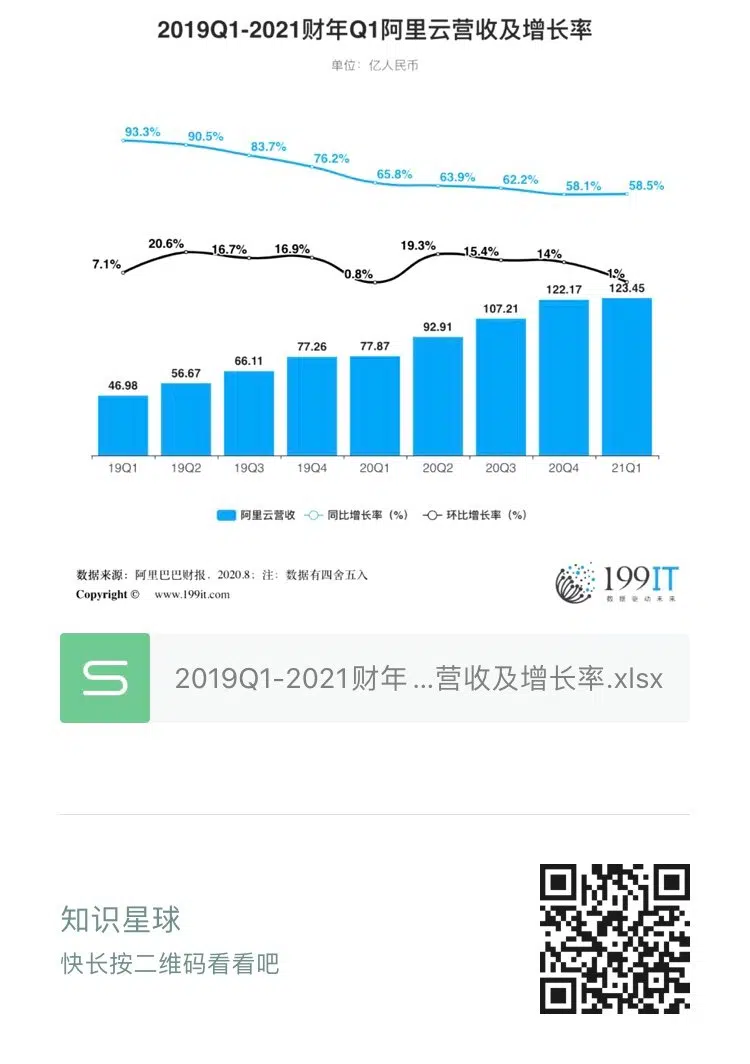 2019Q1-2021财年Q1阿里云营收及增长率
单位：亿人民币
93.3% 90.5% 83.7% 76.2% 65.8% 63.9% 62.2% 58.1% 58.5%
7.1% 20.6% 16.7% 16.9% 0.8% 19.3% 15.4% 14% 1%
46.98 56.67 66.11 77.26 77.87 92.91 107.21 122.17 123.45
19Q1 19Q2 19Q3 19Q4 20Q1 20Q2 20Q3 20Q4 21Q1
阿里云营收 同比增长率（%） 环比增长率（%）
数据来源：阿里巴巴财报，2020.8；注：数据有四舍五入
Copyright © www.199it.com
199IT
数据驱动未来
2019Q1-2021财年...营收及增长率.xlsx
知识星球
快长按二维码看看吧